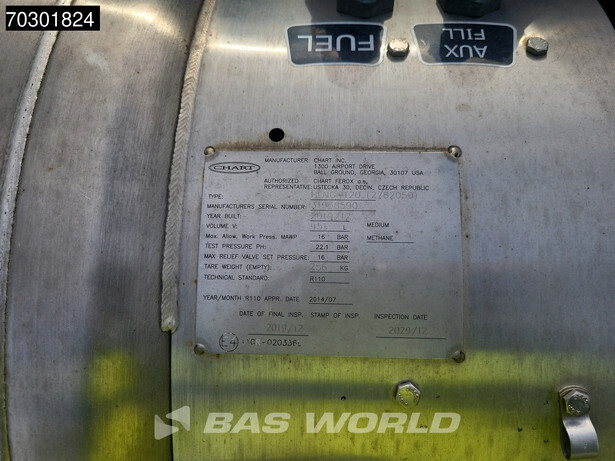 70301824
FUEL
AUX
FILL
CHART
MANUFACTURER: CHART INC.
1300 AIRPORT DRIVE
BALL GROUND, GEORGIA, 30107 USA
AUTHORIZED CHART FEROX a.s.
REPRESENTATIVE: USTECKA 30, DECIN, CZECH REPUBLIC
TYPE:
MANUFACTURERS SERIAL NUMBER:
YEAR BUILT:
VOLUME V: L MEDIUM
Max. Allow. Work Press. MAWP 16 BAR METHANE
TEST PRESSURE PH: 22.1 BAR
MAX RELIEF VALVE SET PRESSURE: 16 BAR
TARE WEIGHT (EMPTY): KG
TECHNICAL STANDARD: R110
YEAR/MONTH R110 APPR. DATE 2014/07
DATE OF FINAL INSP. STAMP OF INSP. INSPECTION DATE
2019/12 2029/12
BAS WORLD